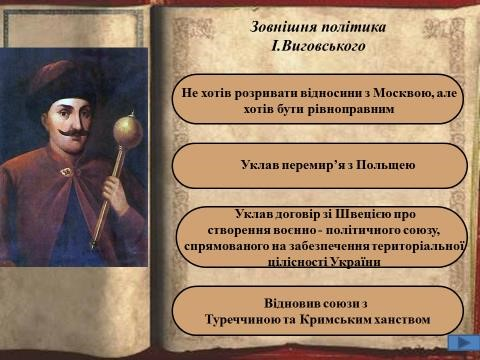 Зовнішня політика
І.Виговського
Не хотів розривати відносини з Москвою, але
хотів бути рівноправним
Уклав перемир’я з Польщею
Уклав договір зі Швецією про
створення воєнно - політичного союзу,
спрямованого на забезпечення територіальної
цілісності України
Відновив союзи з
Туреччиною та Кримським ханством